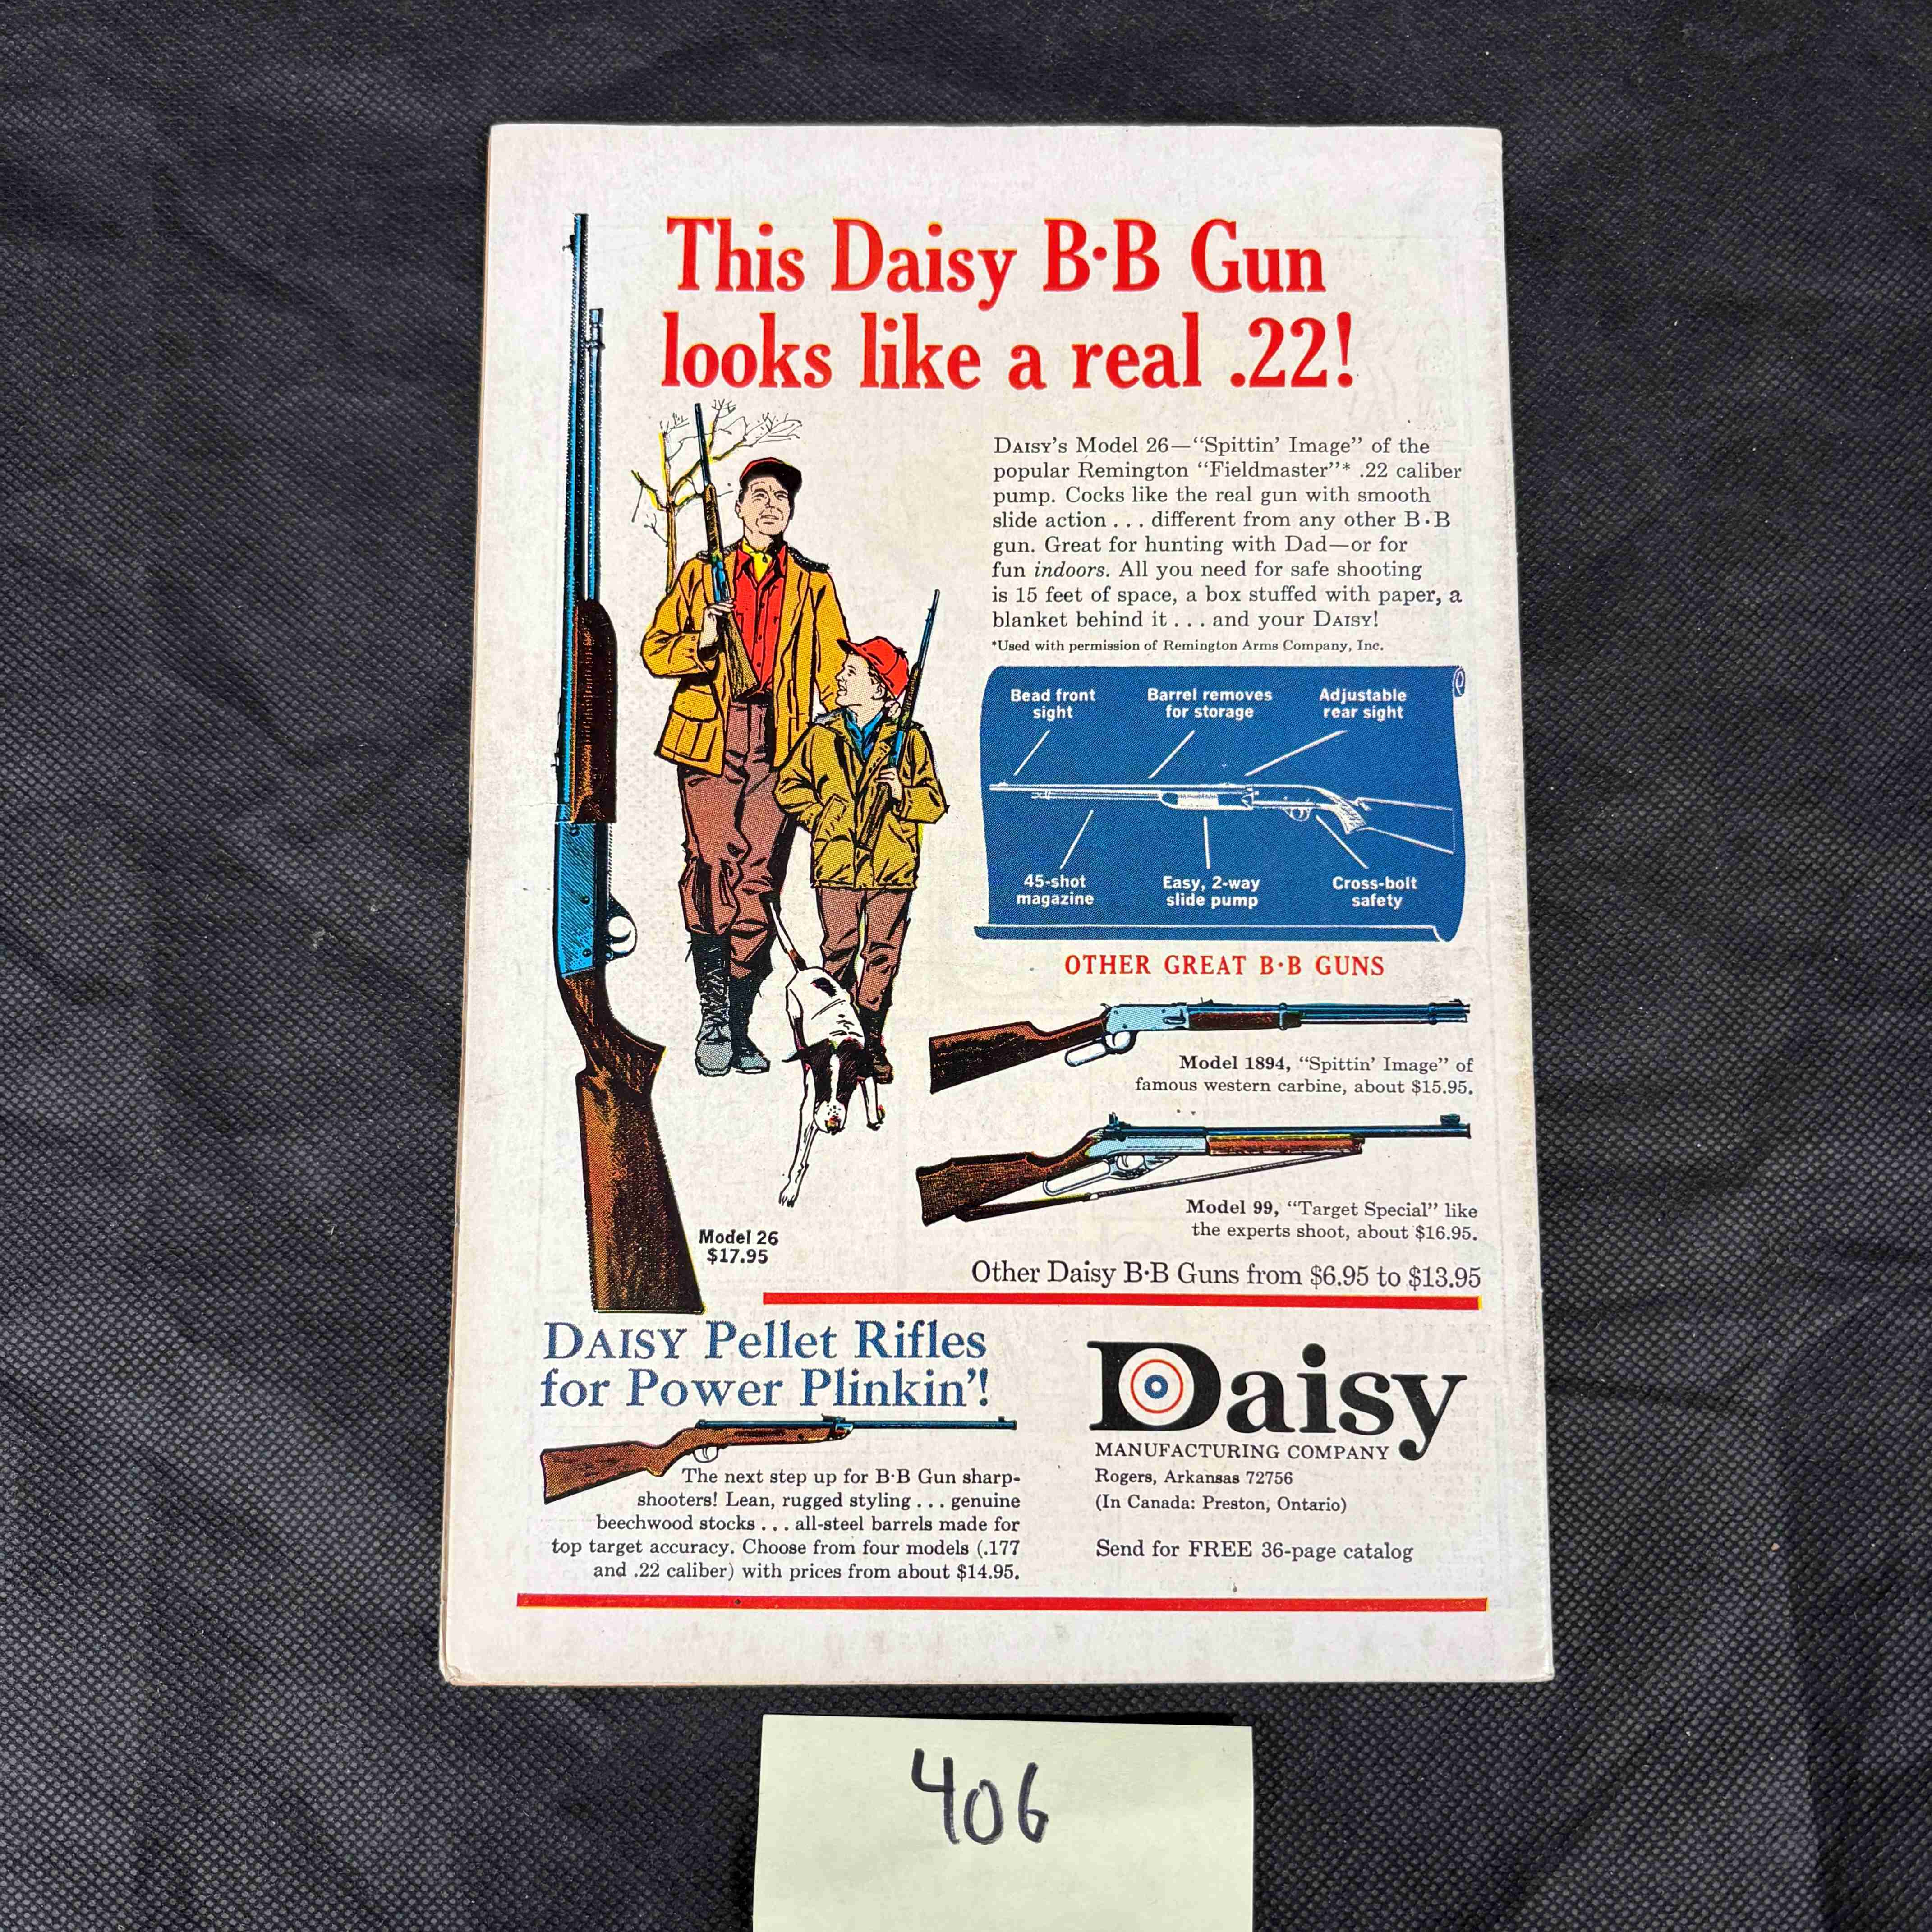 This Daisy B·B Gun
looks like a real .22!
DAISY'S Model 26—"Spittin' Image" of the
popular Remington "Fieldmaster"* .22 caliber
pump. Cocks like the real gun with smooth
slide action . . . different from any other B·B
gun. Great for hunting with Dad—or for
fun indoors. All you need for safe shooting
is 15 feet of space, a box stuffed with paper, a
blanket behind it . . . and your DAISY!
*Used with permission of Remington Arms Company, Inc.
Bead front
sight
Barrel removes
for storage
Adjustable
rear sight
45-shot
magazine
Easy, 2-way
slide pump
Cross-bolt
safety
OTHER GREAT B·B GUNS
Model 1894, "Spittin' Image" of
famous western carbine, about $15.95.
Model 99, "Target Special" like
the experts shoot, about $16.95.
Model 26
$17.95
Other Daisy B·B Guns from $6.95 to $13.95
DAISY Pellet Rifles
for Power Plinkin'!
The next step up for B·B Gun sharp-
shooters! Lean, rugged styling . . . genuine
beechwood stocks . . . all-steel barrels made for
top target accuracy. Choose from four models (.177
and .22 caliber) with prices from about $14.95.
Daisy
MANUFACTURING COMPANY
Rogers, Arkansas 72756
(In Canada: Preston, Ontario)
Send for FREE 36-page catalog
406